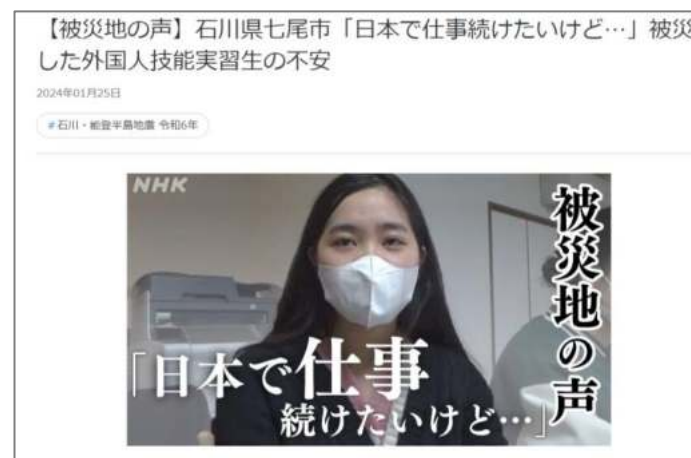 【被災地の声】石川県七尾市「日本で仕事続けたいけど…」被災
した外国人技能実習生の不安
2024年01月25日
#石川・能登半島地震 令和6年
NHK
被災地の声
「日本で仕事
続けたいけど…」